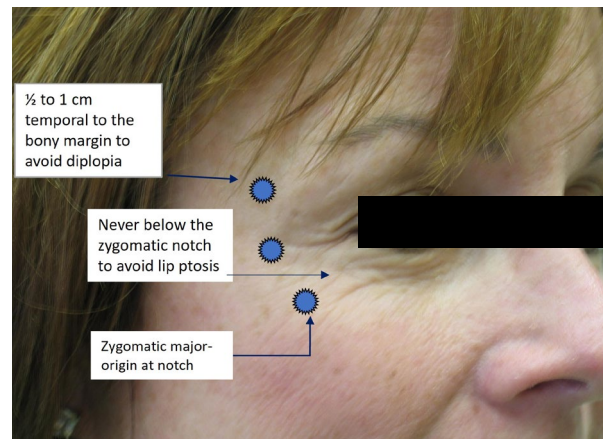 ½ to 1 cm
temporal to the
bony margin to
avoid diplopia
Never below the
zygomatic notch
to avoid lip ptosis
Zygomatic major-
origin at notch